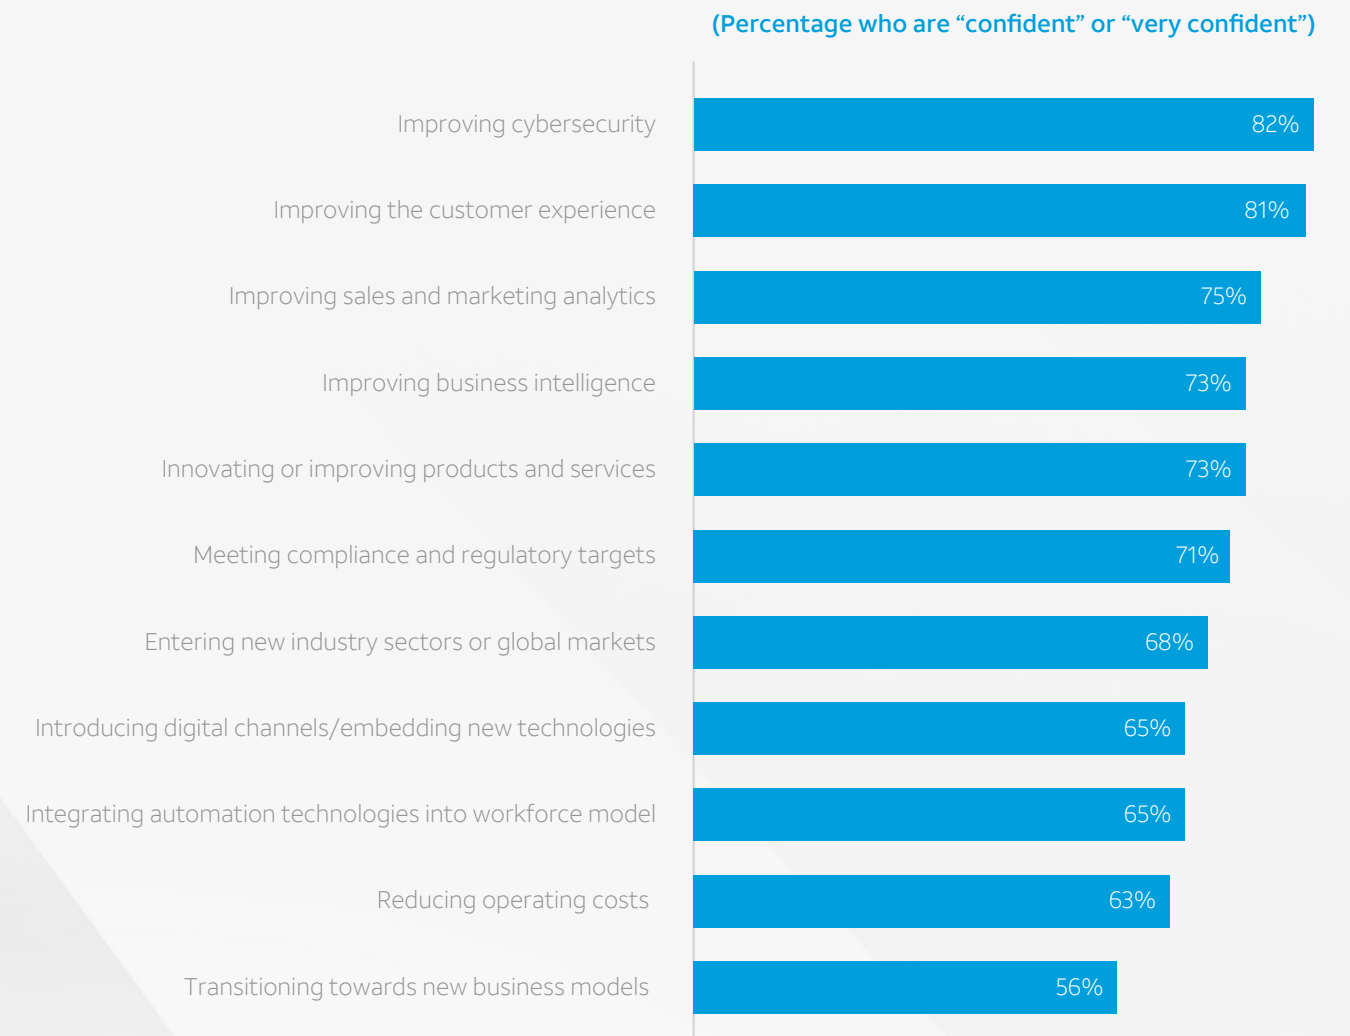 (Percentage who are “confident” or “very confident”)
Improving cybersecurity 82%
Improving the customer experience 81%
Improving sales and marketing analytics 75%
Improving business intelligence 73%
Innovating or improving products and services 73%
Meeting compliance and regulatory targets 71%
Entering new industry sectors or global markets 68%
Introducing digital channels/embedding new technologies 65%
Integrating automation technologies into workforce model 65%
Reducing operating costs 63%
Transitioning towards new business models 56%